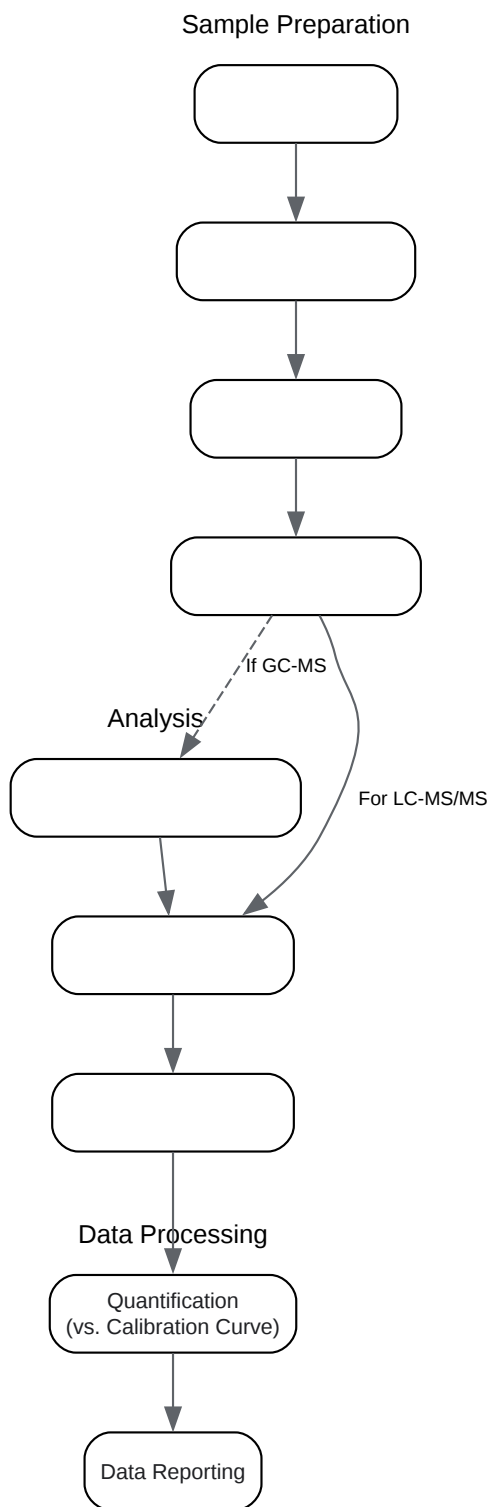 Sample Preparation
If GC-MS
Analysis
For LC-MS/MS
Data Processing
Quantification
(vs. Calibration Curve)
Data Reporting